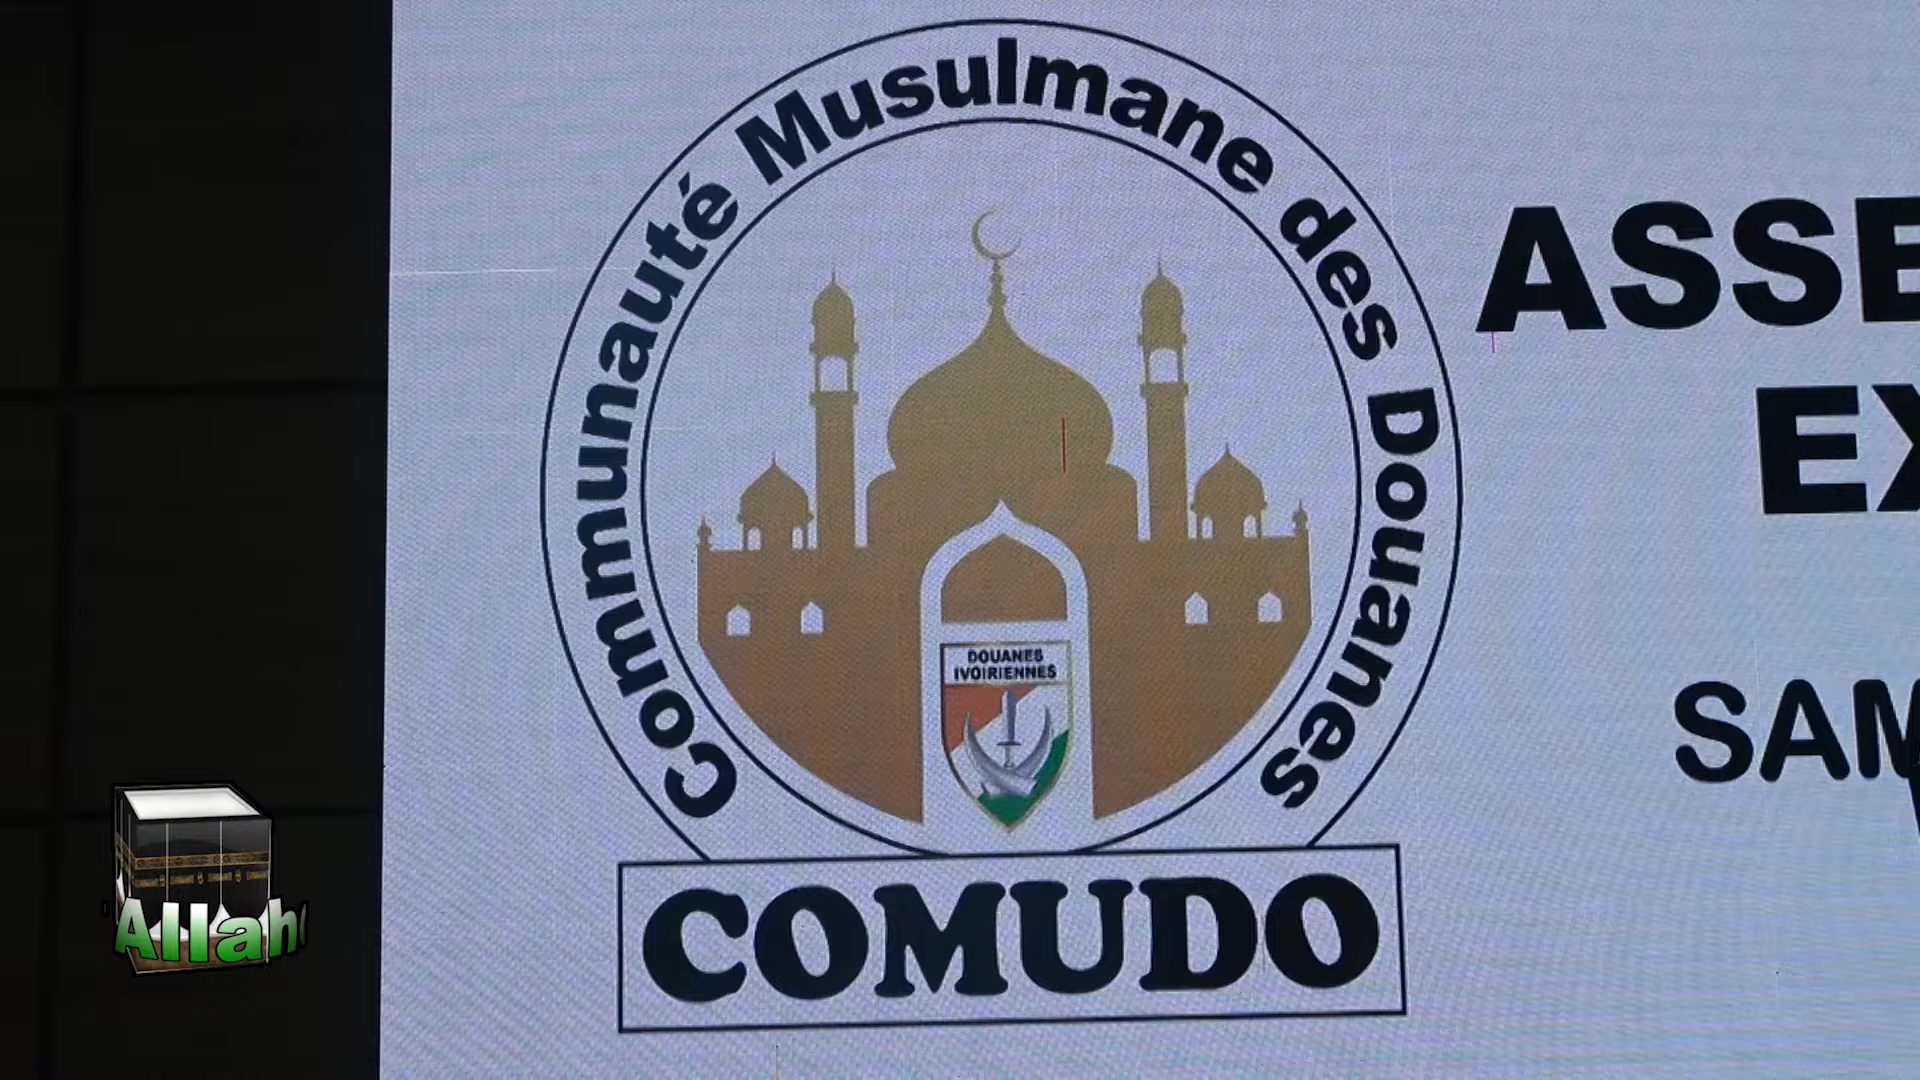 Communauté Musulmane des Douanes
DOUANES
IVOIRIENNES
COMUDO
ASSE
EX
SAM
Allah